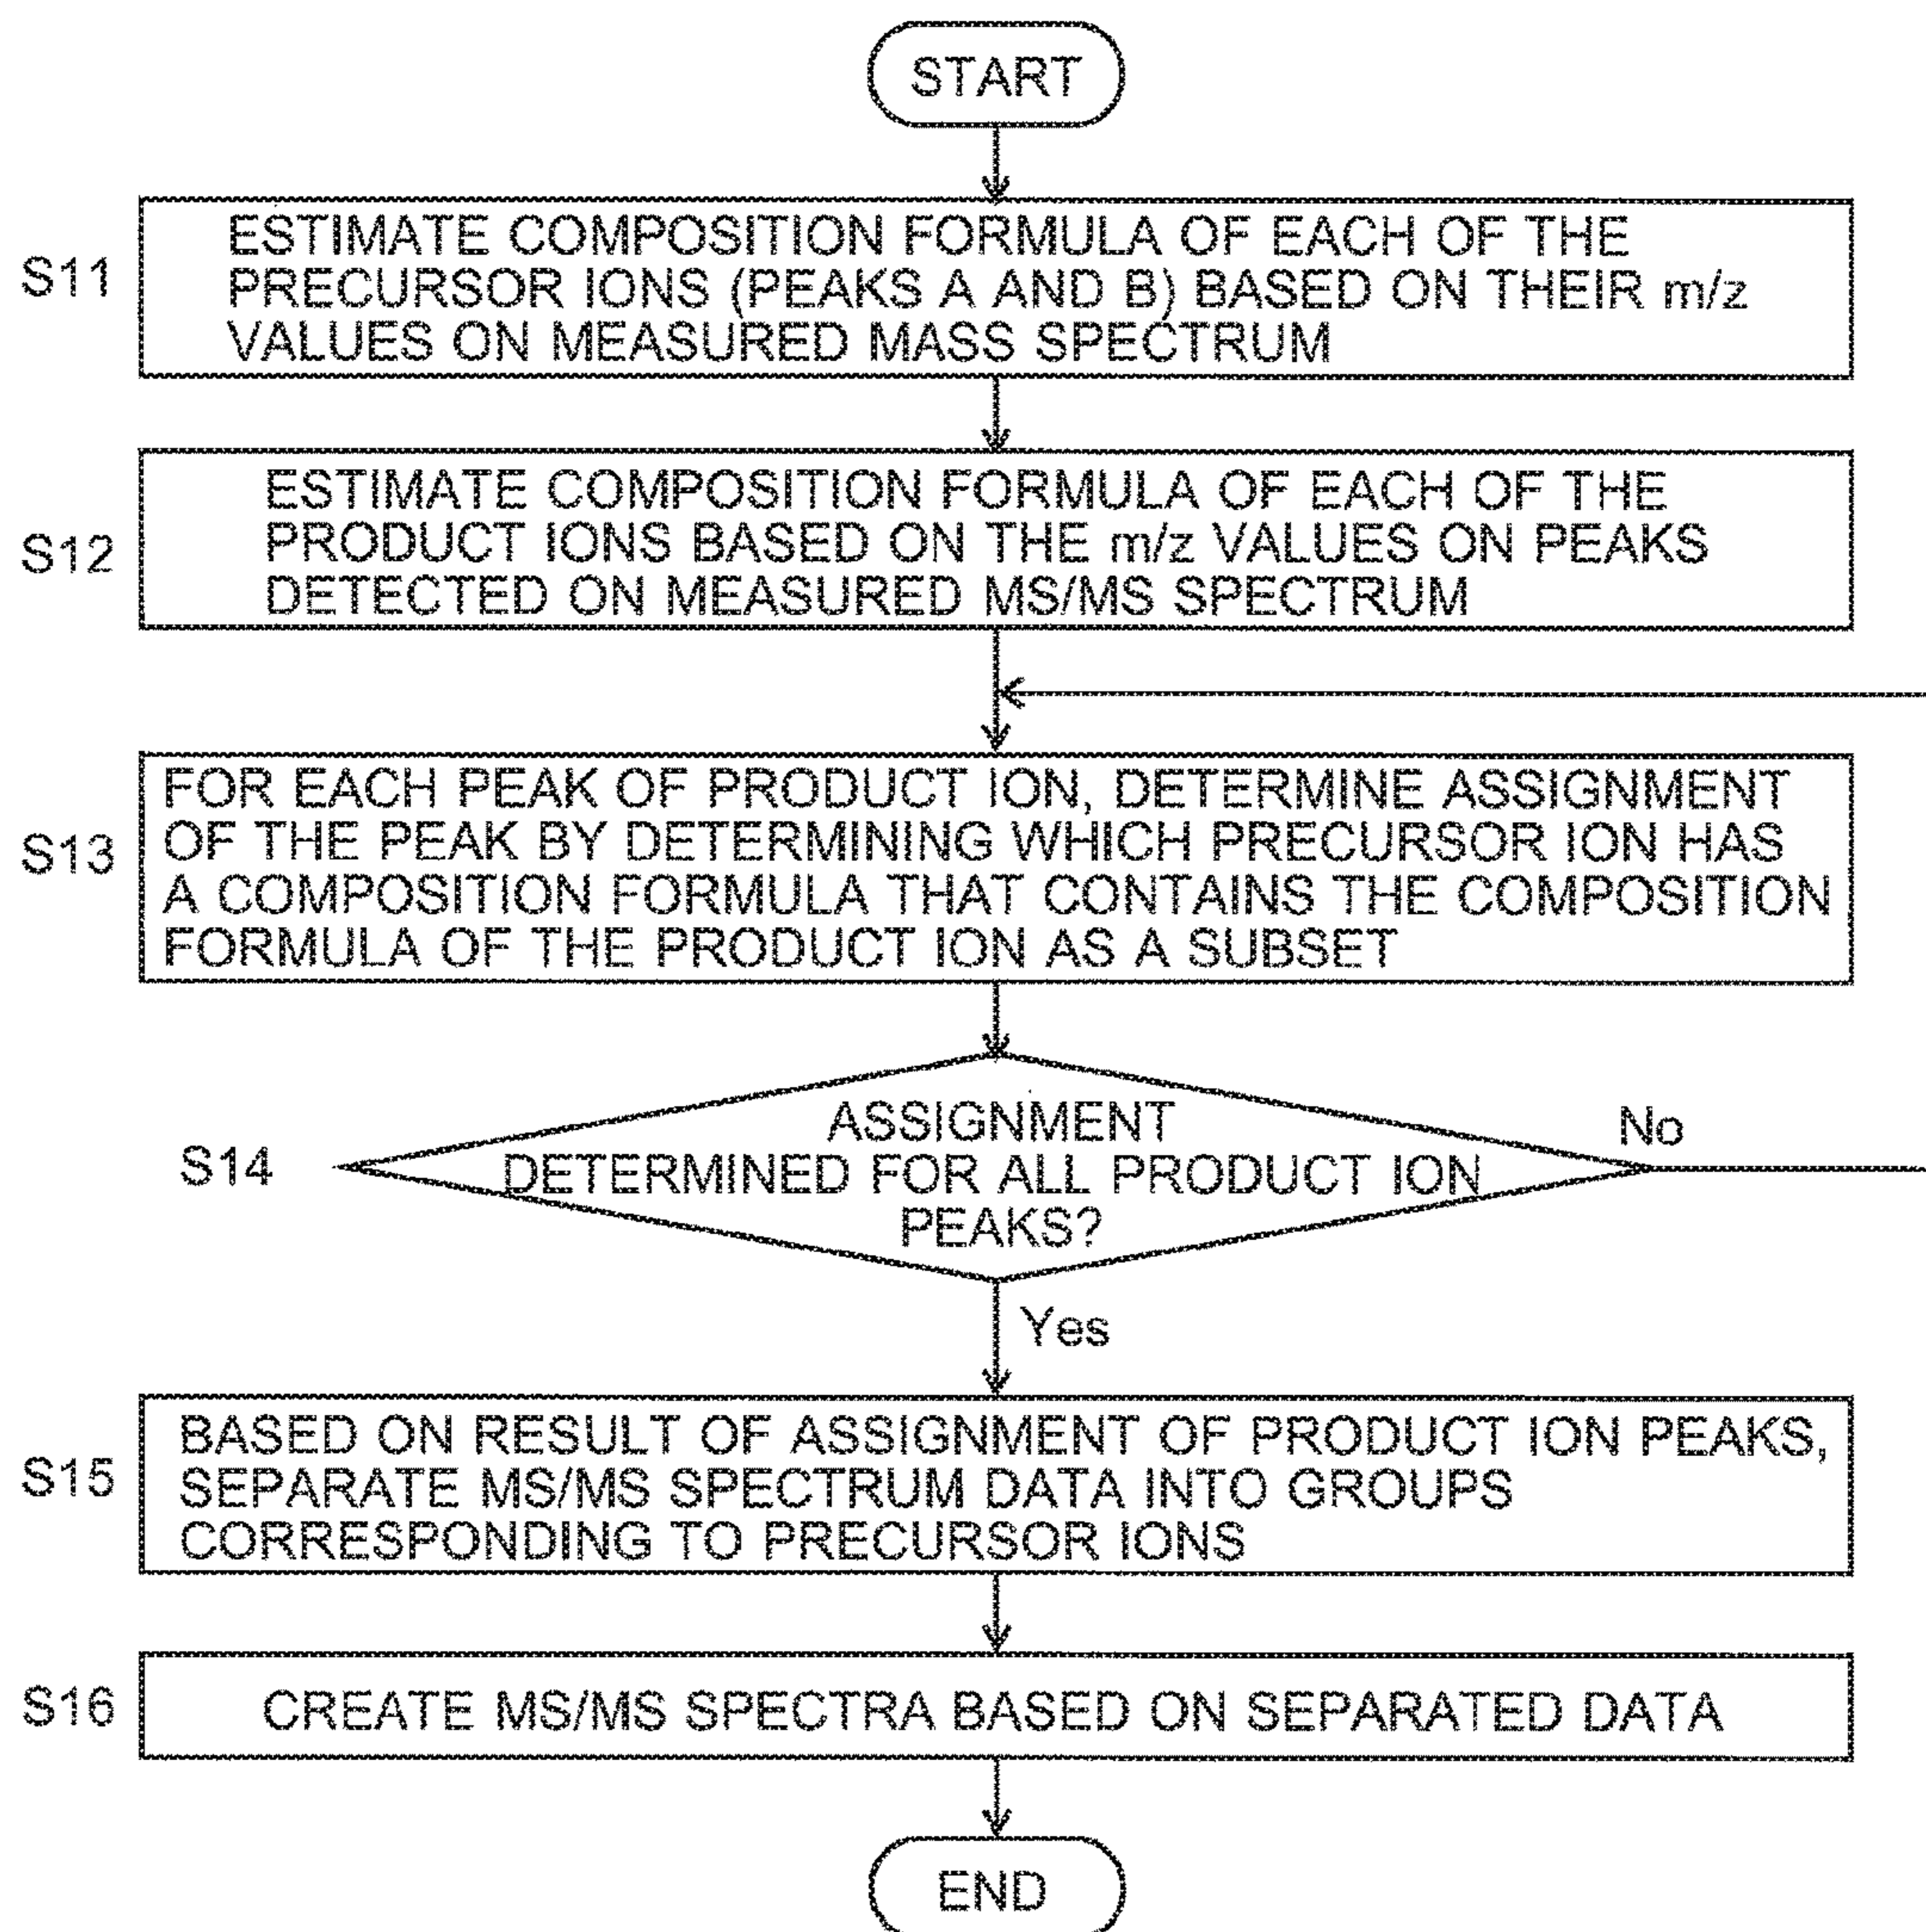 START
S11
ESTIMATE COMPOSITION FORMULA OF EACH OF THE
PRECURSOR IONS (PEAKS A AND B) BASED ON THEIR m/z
VALUES ON MEASURED MASS SPECTRUM
S12
ESTIMATE COMPOSITION FORMULA OF EACH OF THE
PRODUCT IONS BASED ON THE m/z VALUES ON PEAKS
DETECTED ON MEASURED MS/MS SPECTRUM
S13
FOR EACH PEAK OF PRODUCT ION, DETERMINE ASSIGNMENT
OF THE PEAK BY DETERMINING WHICH PRECURSOR ION HAS
A COMPOSITION FORMULA THAT CONTAINS THE COMPOSITION
FORMULA OF THE PRODUCT ION AS A SUBSET
S14
ASSIGNMENT
DETERMINED FOR ALL PRODUCT ION
PEAKS?
No
Yes
S15
BASED ON RESULT OF ASSIGNMENT OF PRODUCT ION PEAKS,
SEPARATE MS/MS SPECTRUM DATA INTO GROUPS
CORRESPONDING TO PRECURSOR IONS
S16
CREATE MS/MS SPECTRA BASED ON SEPARATED DATA
END